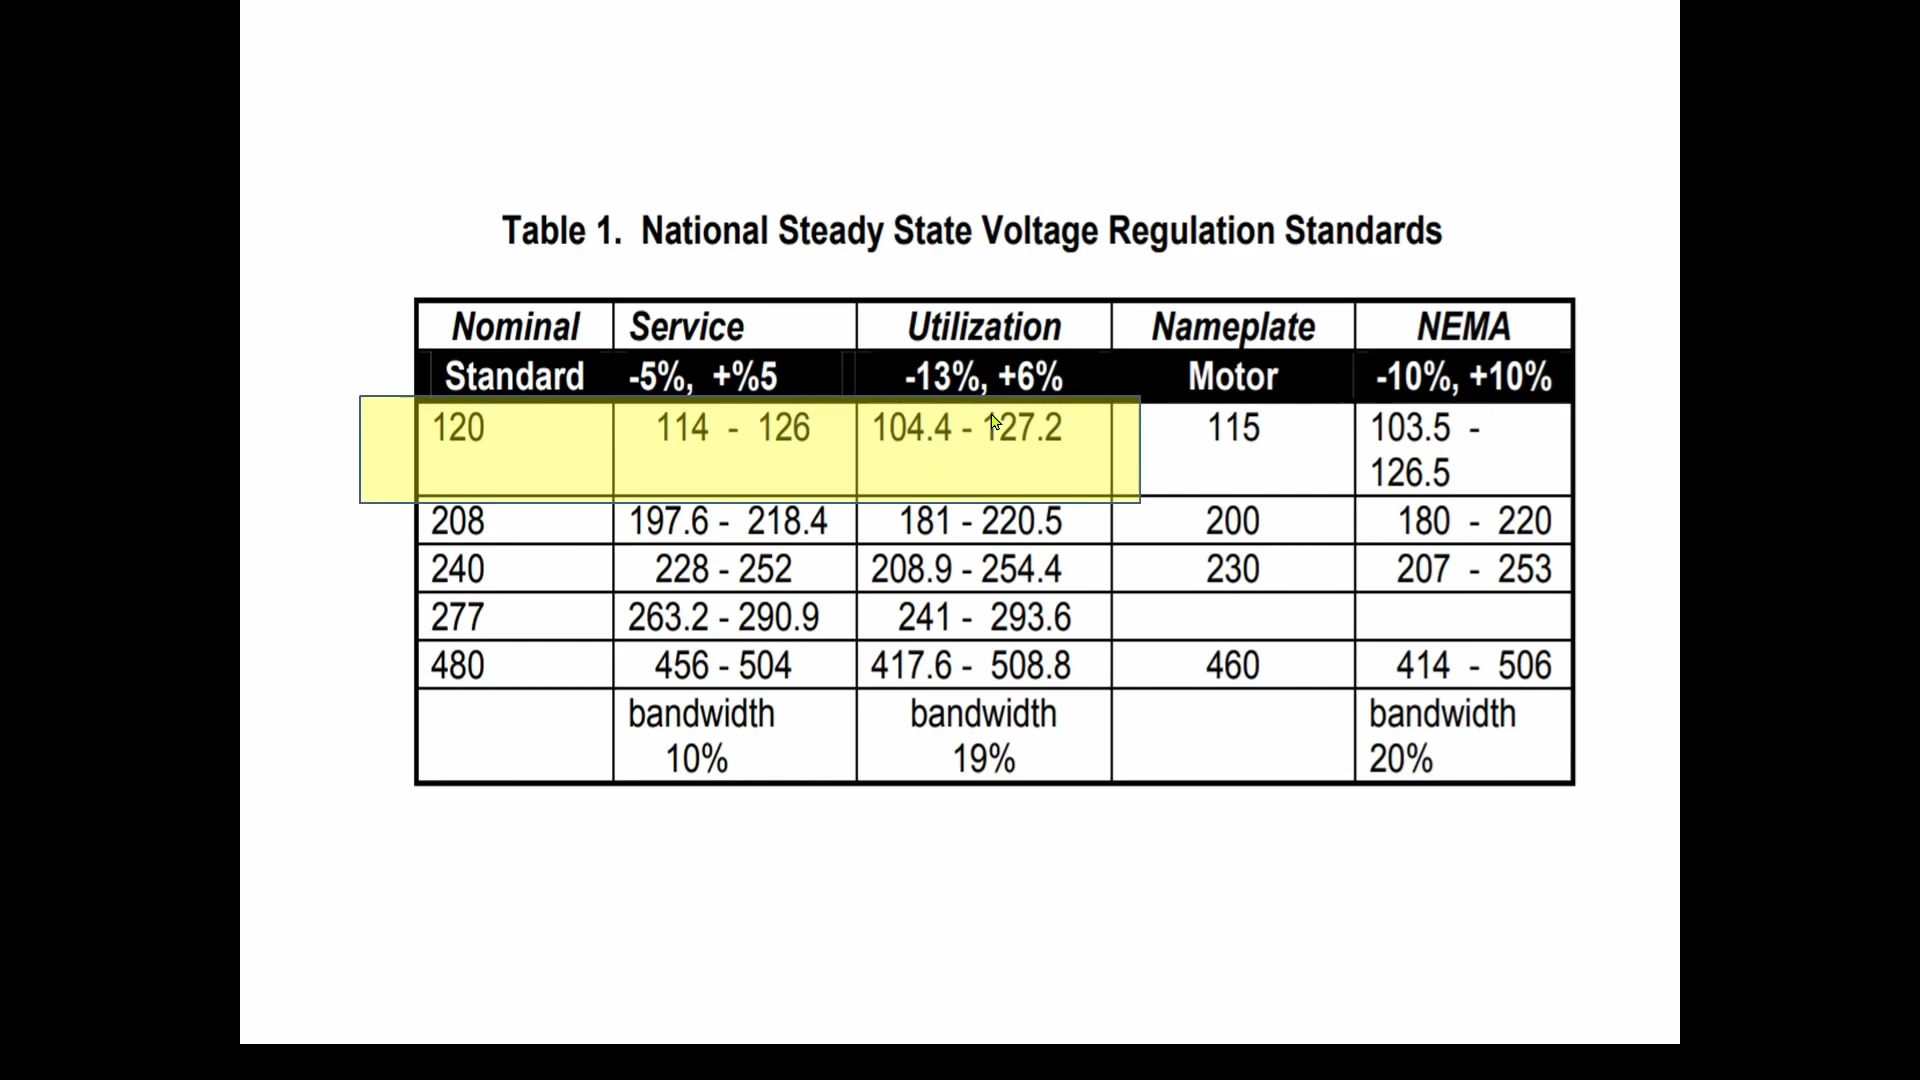 Table 1. National Steady State Voltage Regulation Standards
Nominal Service Utilization Nameplate NEMA
Standard -5%, +%5 -13%, +6% Motor -10%, +10%
120 114 - 126 104.4 - 127.2 115 103.5 -
126.5
208 197.6 - 218.4 181 - 220.5 200 180 - 220
240 228 - 252 208.9 - 254.4 230 207 - 253
277 263.2 - 290.9 241 - 293.6
480 456 - 504 417.6 - 508.8 460 414 - 506
bandwidth bandwidth bandwidth
10% 19% 20%